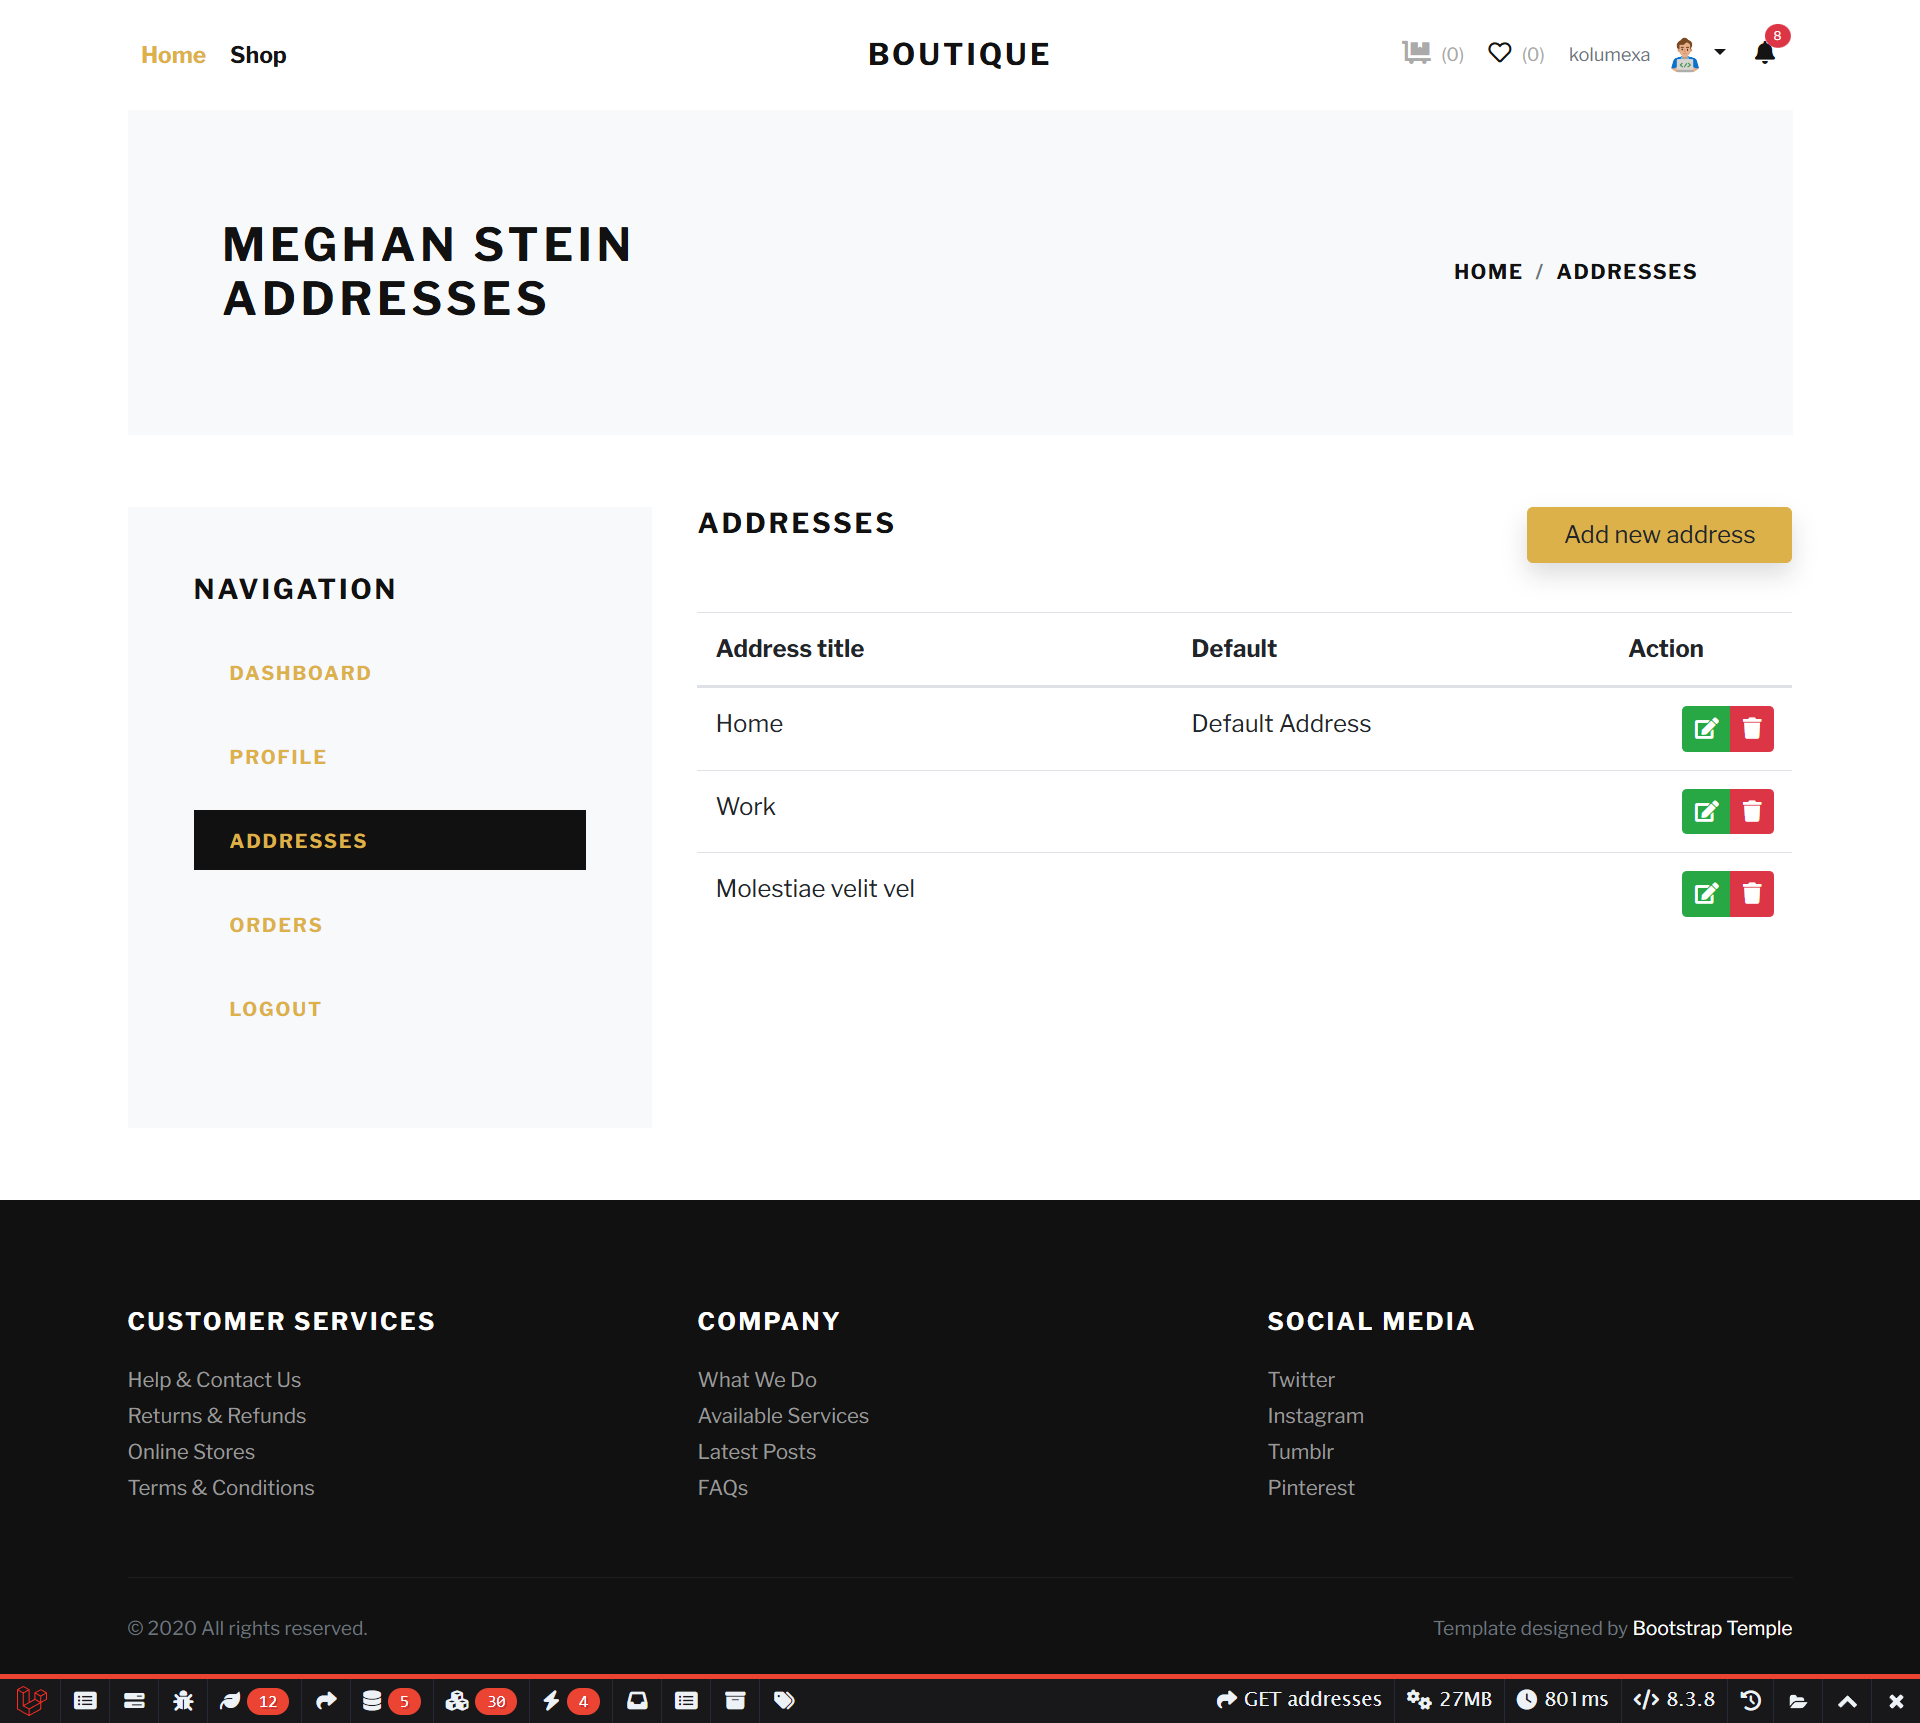 Home Shop BOUTIQUE (0) (0) kolumexa 8
MEGHAN STEIN
ADDRESSES
HOME / ADDRESSES
NAVIGATION
DASHBOARD
PROFILE
ADDRESSES
ORDERS
LOGOUT
ADDRESSES
Add new address
Address title Default Action
Home Default Address
Work
Molestiae velit vel
CUSTOMER SERVICES
Help & Contact Us
Returns & Refunds
Online Stores
Terms & Conditions
COMPANY
What We Do
Available Services
Latest Posts
FAQs
SOCIAL MEDIA
Twitter
Instagram
Tumblr
Pinterest
© 2020 All rights reserved.
Template designed by Bootstrap Temple
12 5 30 4 GET addresses 27MB 801ms 8.3.8